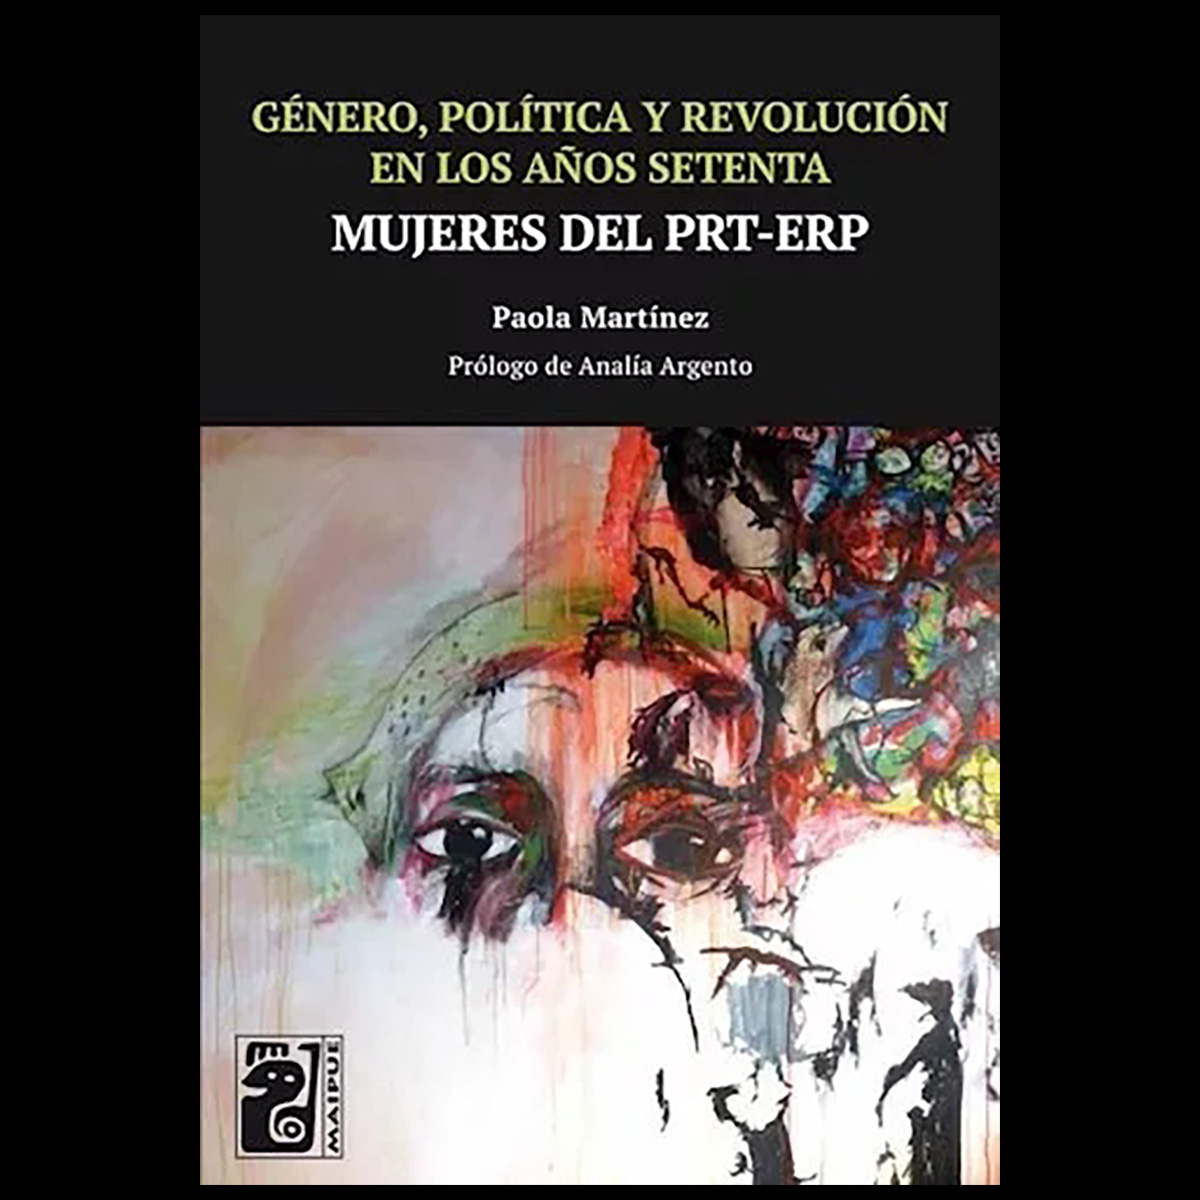 GÉNERO, POLÍTICA Y REVOLUCIÓN
EN LOS AÑOS SETENTA
MUJERES DEL PRT-ERP
Paola Martínez
Prólogo de Analía Argento
MAIPUE